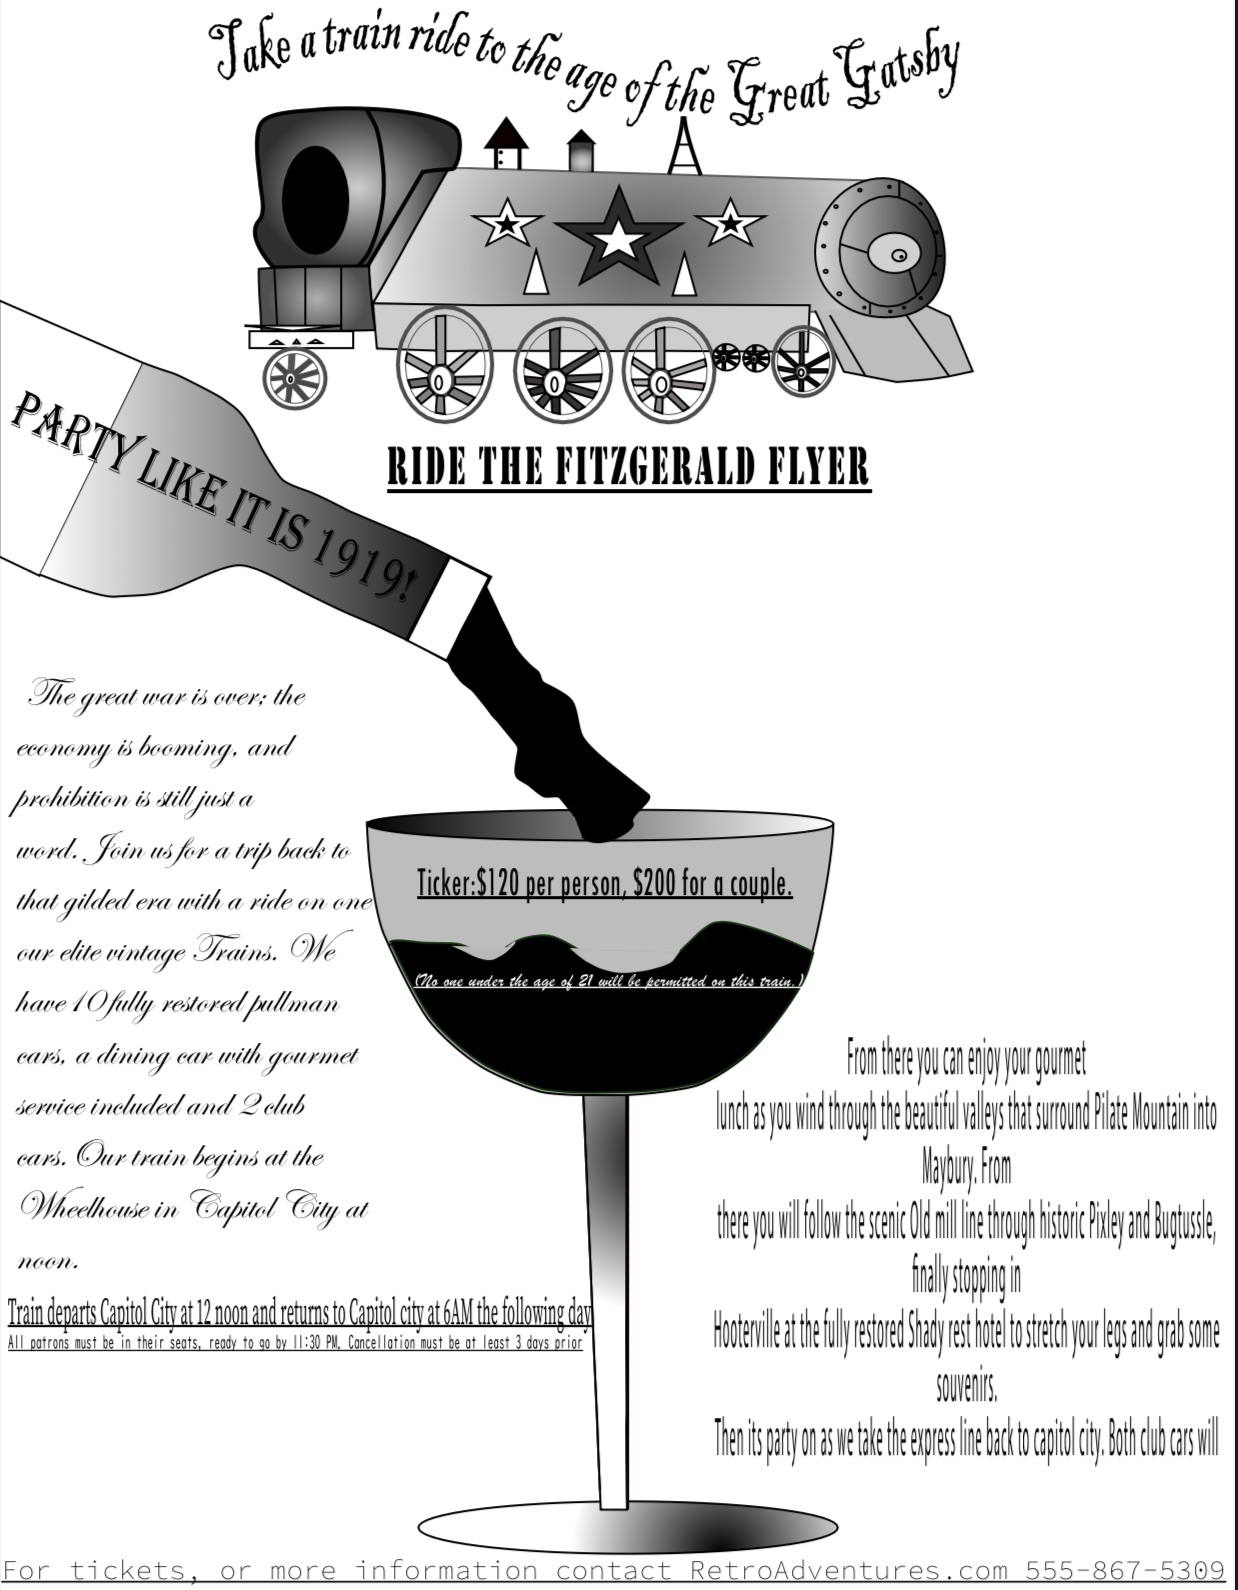 Take a train ride to the age of the Great Gatsby
RIDE THE FITZGERALD FLYER
PARTY LIKE IT IS 1919!
The great war is over; the
economy is booming, and
prohibition is still just a
word. Join us for a trip back to
that gilded era with a ride on one
our elite vintage Trains. We
have 10 fully restored pullman
cars, a dining car with gourmet
service included and 2 club
cars. Our train begins at the
Wheelhouse in Capitol City at
noon.
Train departs Capitol City at 12 noon and returns to Capitol city at 6AM the following day
All patrons must be in their seats, ready to go by 11:30 PM, Cancellation must be at least 3 days prior
Ticker:$120 per person, $200 for a couple.
(No one under the age of 21 will be permitted on this train.)
From there you can enjoy your gourmet
lunch as you wind through the beautiful valleys that surround Pilate Mountain into
Maybury. From
there you will follow the scenic Old mill line through historic Pixley and Bugtussle,
finally stopping in
Hooterville at the fully restored Shady rest hotel to stretch your legs and grab some
souvenirs.
Then its party on as we take the express line back to capitol city. Both club cars will
For tickets, or more information contact RetroAdventures.com 555-867-5309